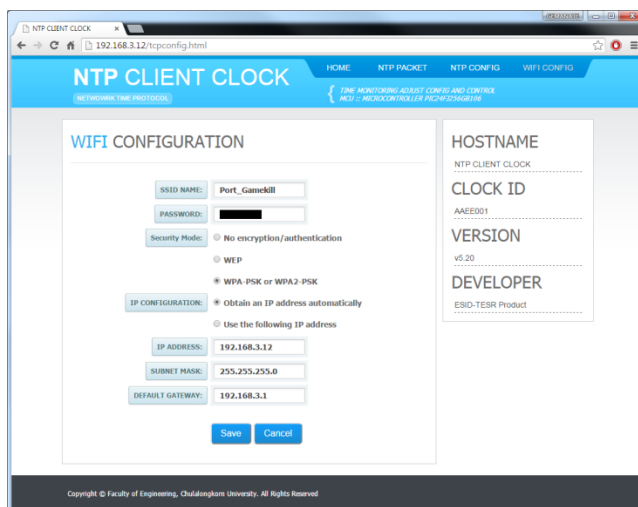 NTP CLIENT CLOCK
192.168.3.12/tcpconfig.html
NTP CLIENT CLOCK
NETWOWRK TIME PROTOCOL
HOME NTP PACKET NTP CONFIG WIFI CONFIG
{ TIME MONITORING ADJUST CONFIG AND CONTROL
MCU :: MICROCONTROLLER PIC24F3256GB106
WIFI CONFIGURATION
SSID NAME: Port_Gamekill
PASSWORD:
Security Mode: No encryption/authentication
WEP
WPA-PSK or WPA2-PSK
IP CONFIGURATION: Obtain an IP address automatically
Use the following IP address
IP ADDRESS: 192.168.3.12
SUBNET MASK: 255.255.255.0
DEFAULT GATEWAY: 192.168.3.1
Save Cancel
HOSTNAME
NTP CLIENT CLOCK
CLOCK ID
AAEE001
VERSION
v5.20
DEVELOPER
ESID-TESR Product
Copyright © Faculty of Engineering, Chulalongkorn University. All Rights Reserved